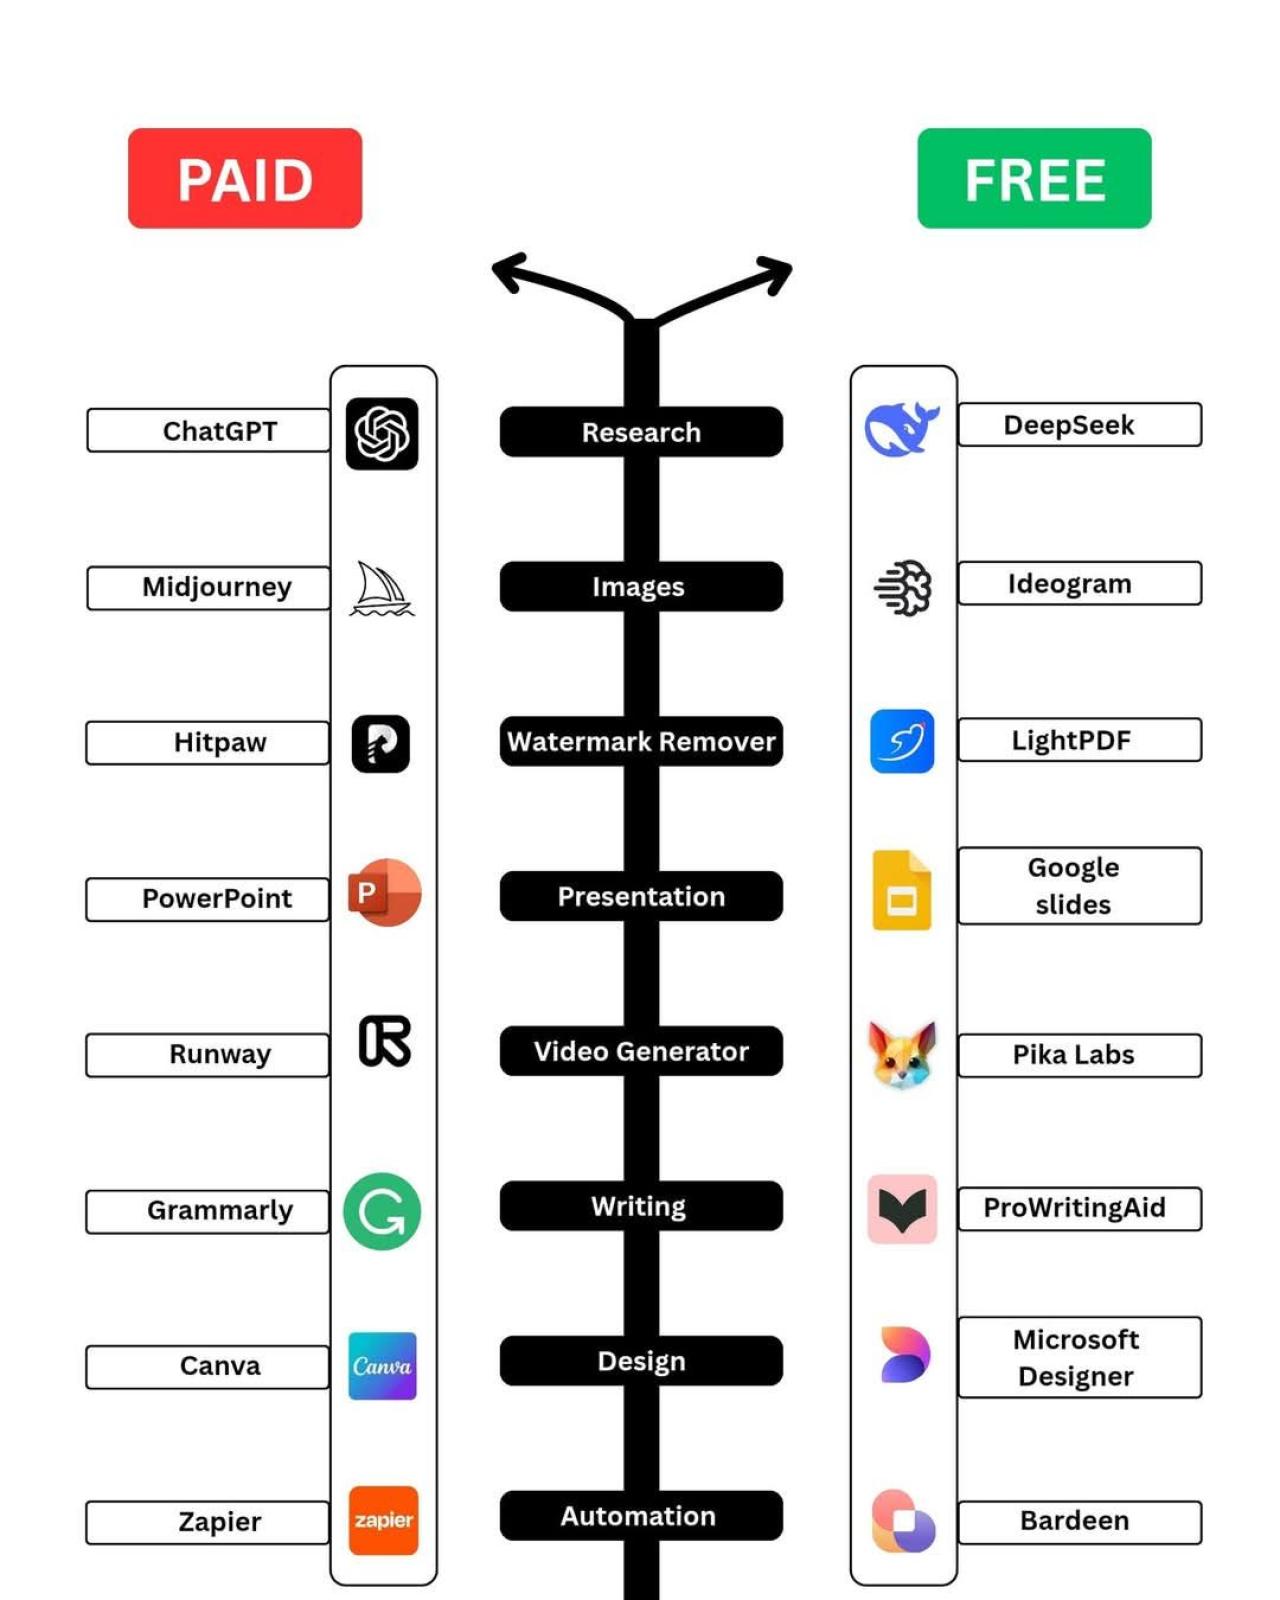 PAID
FREE
ChatGPT
Research
DeepSeek
Midjourney
Images
Ideogram
Hitpaw
Watermark Remover
LightPDF
PowerPoint
P
Presentation
Google
slides
Runway
R
Video Generator
Pika Labs
Grammarly
G
Writing
ProWritingAid
Canva
Canva
Design
Microsoft
Designer
Zapier
zapier
Automation
Bardeen